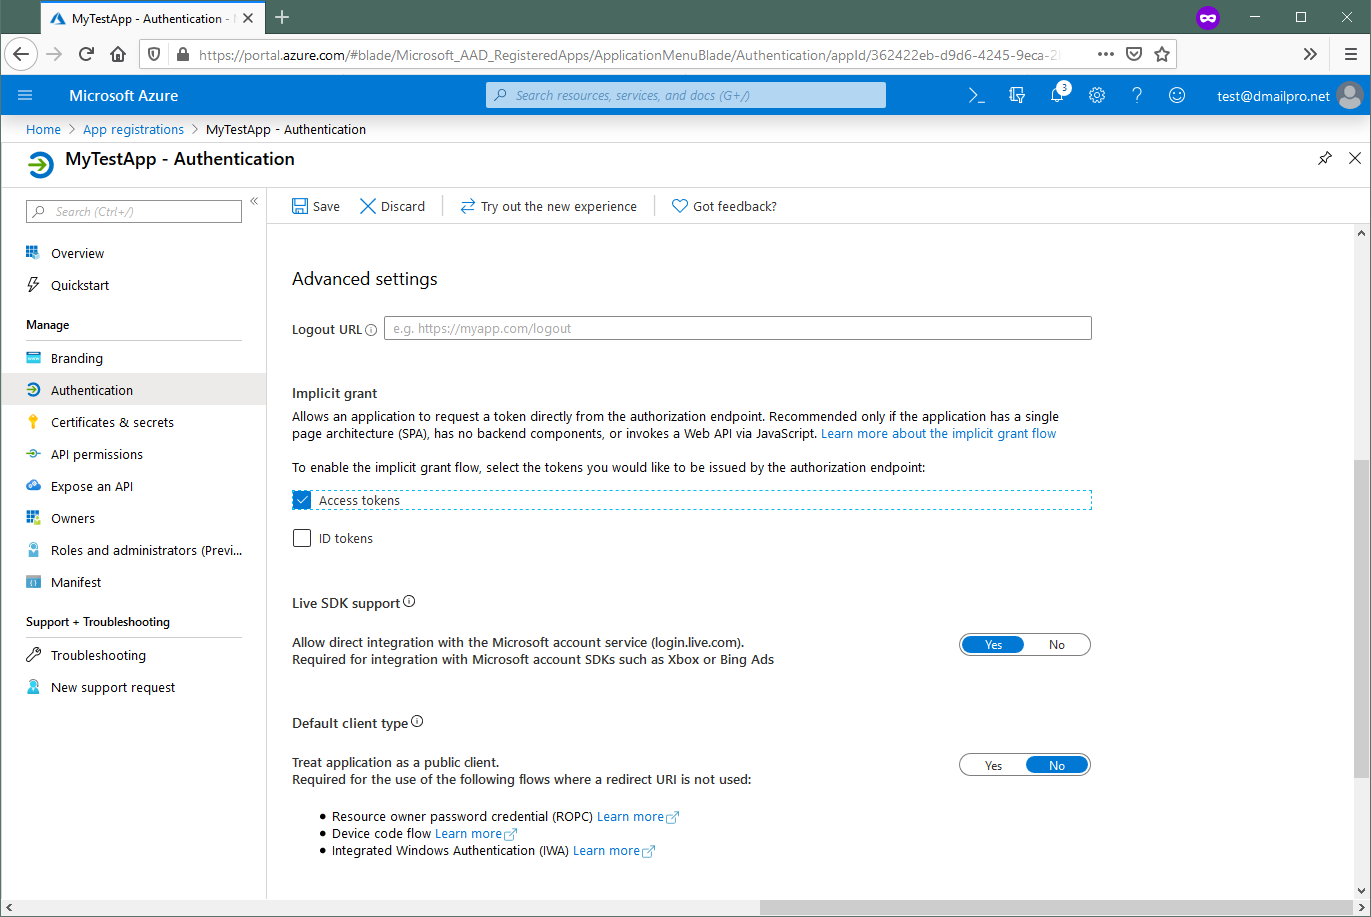 MyTestApp - Authentication -
https://portal.azure.com/#blade/Microsoft_AAD_RegisteredApps/ApplicationMenuBlade/Authentication/appId/362422eb-d9d6-4245-9eca-2
Microsoft Azure
Search resources, services, and docs (G+/)
3
test@dmailpro.net
Home > App registrations > MyTestApp - Authentication
MyTestApp - Authentication
Search (Ctrl+/)
«
Overview
Quickstart
Manage
Branding
Authentication
Certificates & secrets
API permissions
Expose an API
Owners
Roles and administrators (Previ...
Manifest
Support + Troubleshooting
Troubleshooting
New support request
Save
Discard
Try out the new experience
Got feedback?
Advanced settings
Logout URL
e.g. https://myapp.com/logout
Implicit grant
Allows an application to request a token directly from the authorization endpoint. Recommended only if the application has a single
page architecture (SPA), has no backend components, or invokes a Web API via JavaScript. Learn more about the implicit grant flow
To enable the implicit grant flow, select the tokens you would like to be issued by the authorization endpoint:
Access tokens
ID tokens
Live SDK support
Allow direct integration with the Microsoft account service (login.live.com).
Required for integration with Microsoft account SDKs such as Xbox or Bing Ads
Yes No
Default client type
Treat application as a public client.
Required for the use of the following flows where a redirect URI is not used:
Yes No
• Resource owner password credential (ROPC) Learn more
• Device code flow Learn more
• Integrated Windows Authentication (IWA) Learn more